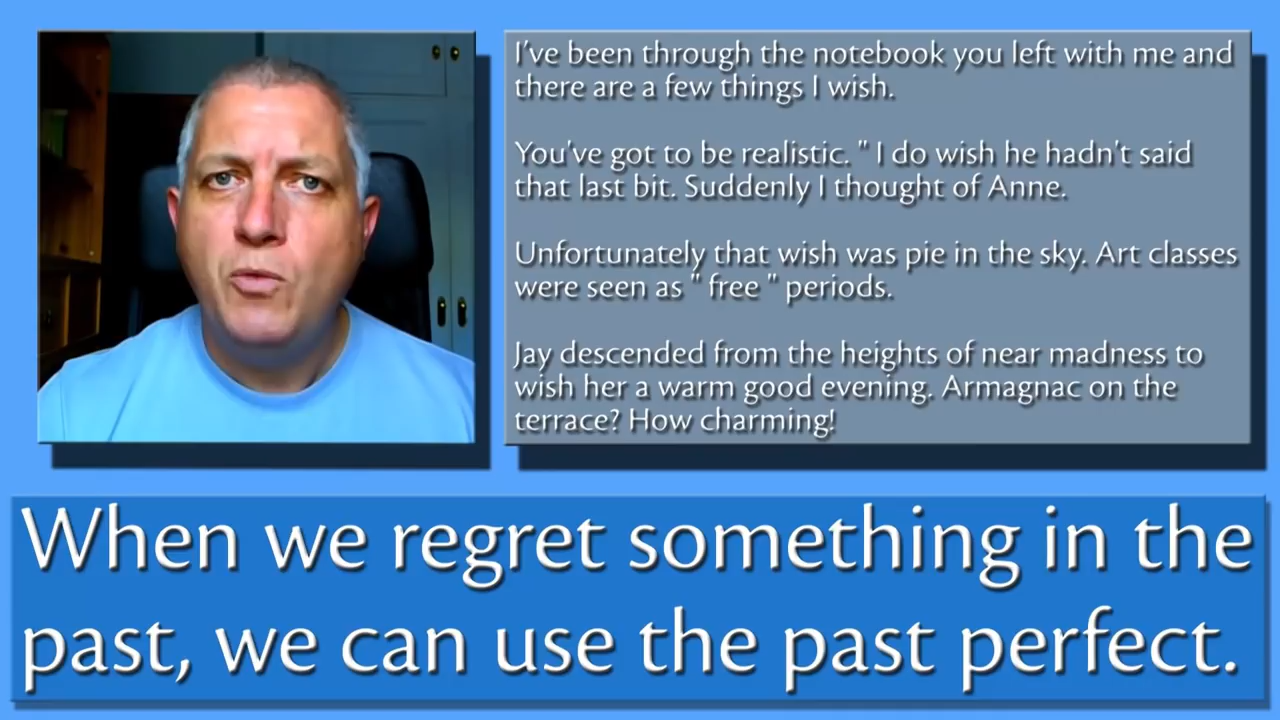 I've been through the notebook you left with me and
there are a few things I wish.
You've got to be realistic. " I do wish he hadn't said
that last bit. Suddenly I thought of Anne.
Unfortunately that wish was pie in the sky. Art classes
were seen as " free " periods.
Jay descended from the heights of near madness to
wish her a warm good evening. Armagnac on the
terrace? How charming!
When we regret something in the
past, we can use the past perfect.